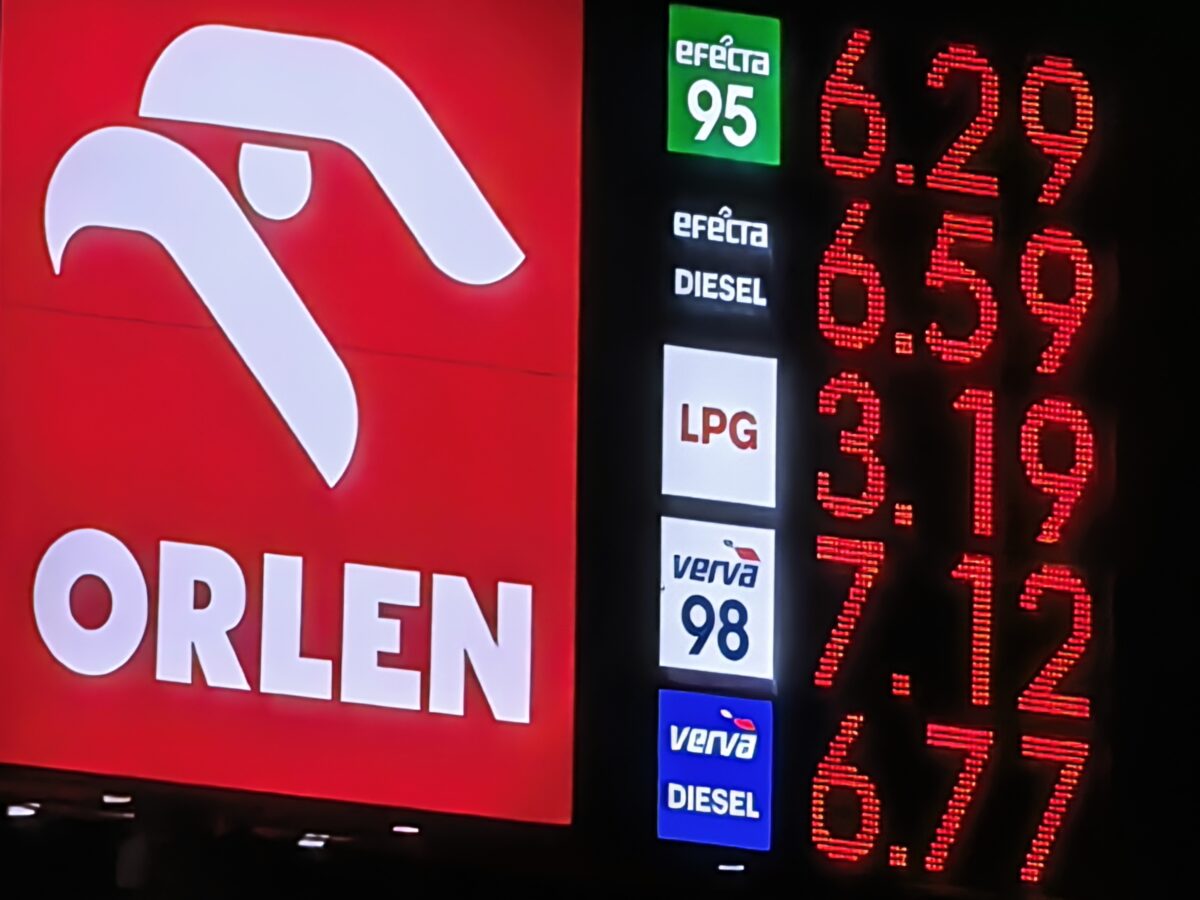 ORLEN
efecta
95
6.29
efecta
DIESEL
6.59
LPG
3.19
verva
98
7.12
verva
DIESEL
6.77